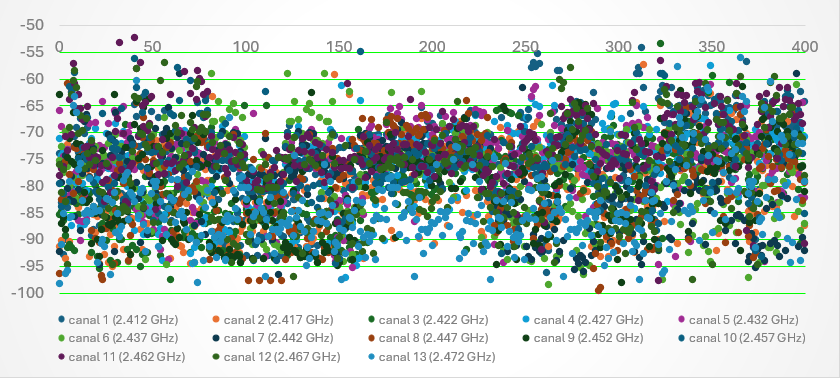 -50
0 50 100 150 200 250 300 350 400
-55
-60
-65
-70
-75
-80
-85
-90
-95
-100
canal 1 (2.412 GHz) canal 2 (2.417 GHz) canal 3 (2.422 GHz) canal 4 (2.427 GHz) canal 5 (2.432 GHz)
canal 6 (2.437 GHz) canal 7 (2.442 GHz) canal 8 (2.447 GHz) canal 9 (2.452 GHz) canal 10 (2.457 GHz)
canal 11 (2.462 GHz) canal 12 (2.467 GHz) canal 13 (2.472 GHz)